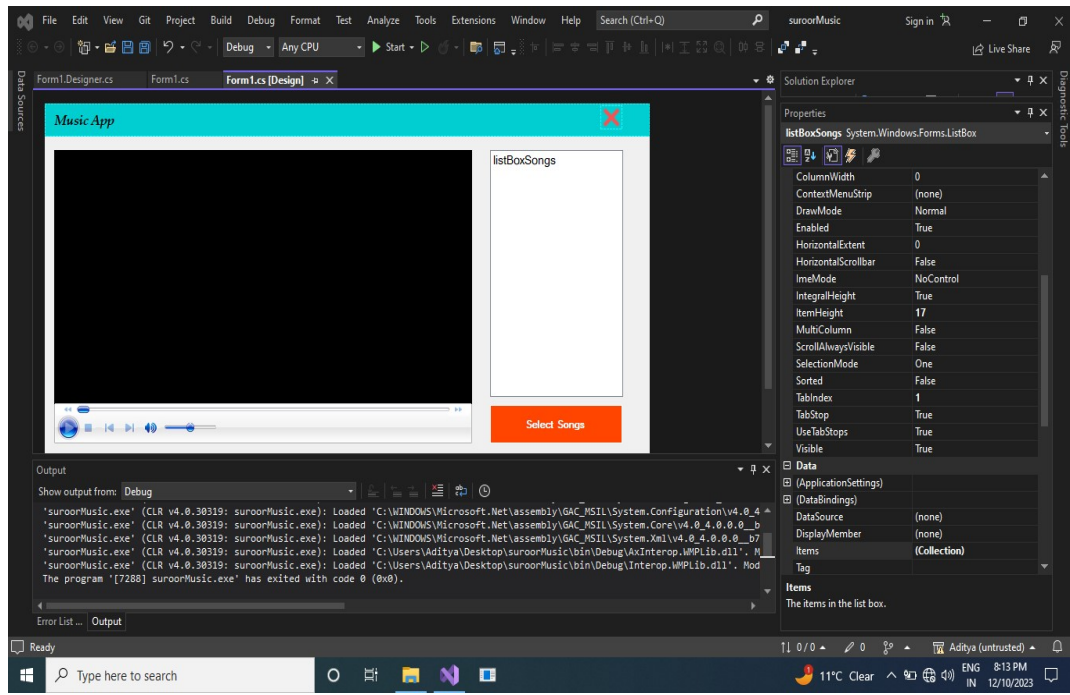 File Edit View Git Project Build Debug Format Test Analyze Tools Extensions Window Help Search (Ctrl+Q) suroorMusic Sign in
Debug Any CPU Start Live Share
Data Sources
Form1.Designer.cs Form1.cs Form1.cs [Design]
Music App
listBoxSongs
Select Songs
Output
Show output from: Debug
'suroorMusic.exe' (CLR v4.0.30319: suroorMusic.exe): Loaded 'C:\WINDOWS\Microsoft.Net\assembly\GAC_MSIL\System.Configuration\v4.0_4
'suroorMusic.exe' (CLR v4.0.30319: suroorMusic.exe): Loaded 'C:\WINDOWS\Microsoft.Net\assembly\GAC_MSIL\System.Core\v4.0_4.0.0.0__b
'suroorMusic.exe' (CLR v4.0.30319: suroorMusic.exe): Loaded 'C:\WINDOWS\Microsoft.Net\assembly\GAC_MSIL\System.Xml\v4.0_4.0.0.0__b7
'suroorMusic.exe' (CLR v4.0.30319: suroorMusic.exe): Loaded 'C:\Users\Aditya\Desktop\suroorMusic\bin\Debug\AxInterop.WMPLib.dll'. M
'suroorMusic.exe' (CLR v4.0.30319: suroorMusic.exe): Loaded 'C:\Users\Aditya\Desktop\suroorMusic\bin\Debug\Interop.WMPLib.dll'. Mod
The program '[7288] suroorMusic.exe' has exited with code 0 (0x0).
Error List ... Output
Solution Explorer
Properties
listBoxSongs System.Windows.Forms.ListBox
ColumnWidth 0
ContextMenuStrip (none)
DrawMode Normal
Enabled True
HorizontalExtent 0
HorizontalScrollbar False
ImeMode NoControl
IntegralHeight True
ItemHeight 17
MultiColumn False
ScrollAlwaysVisible False
SelectionMode One
Sorted False
TabIndex 1
TabStop True
UseTabStops True
Visible True
Data
(ApplicationSettings)
(DataBindings)
DataSource (none)
DisplayMember (none)
Items (Collection)
Tag
Items
The items in the list box.
Diagnostic Tools
Ready 0/0 0 Aditya (untrusted)
Type here to search 11°C Clear ENG 8:13 PM
IN 12/10/2023